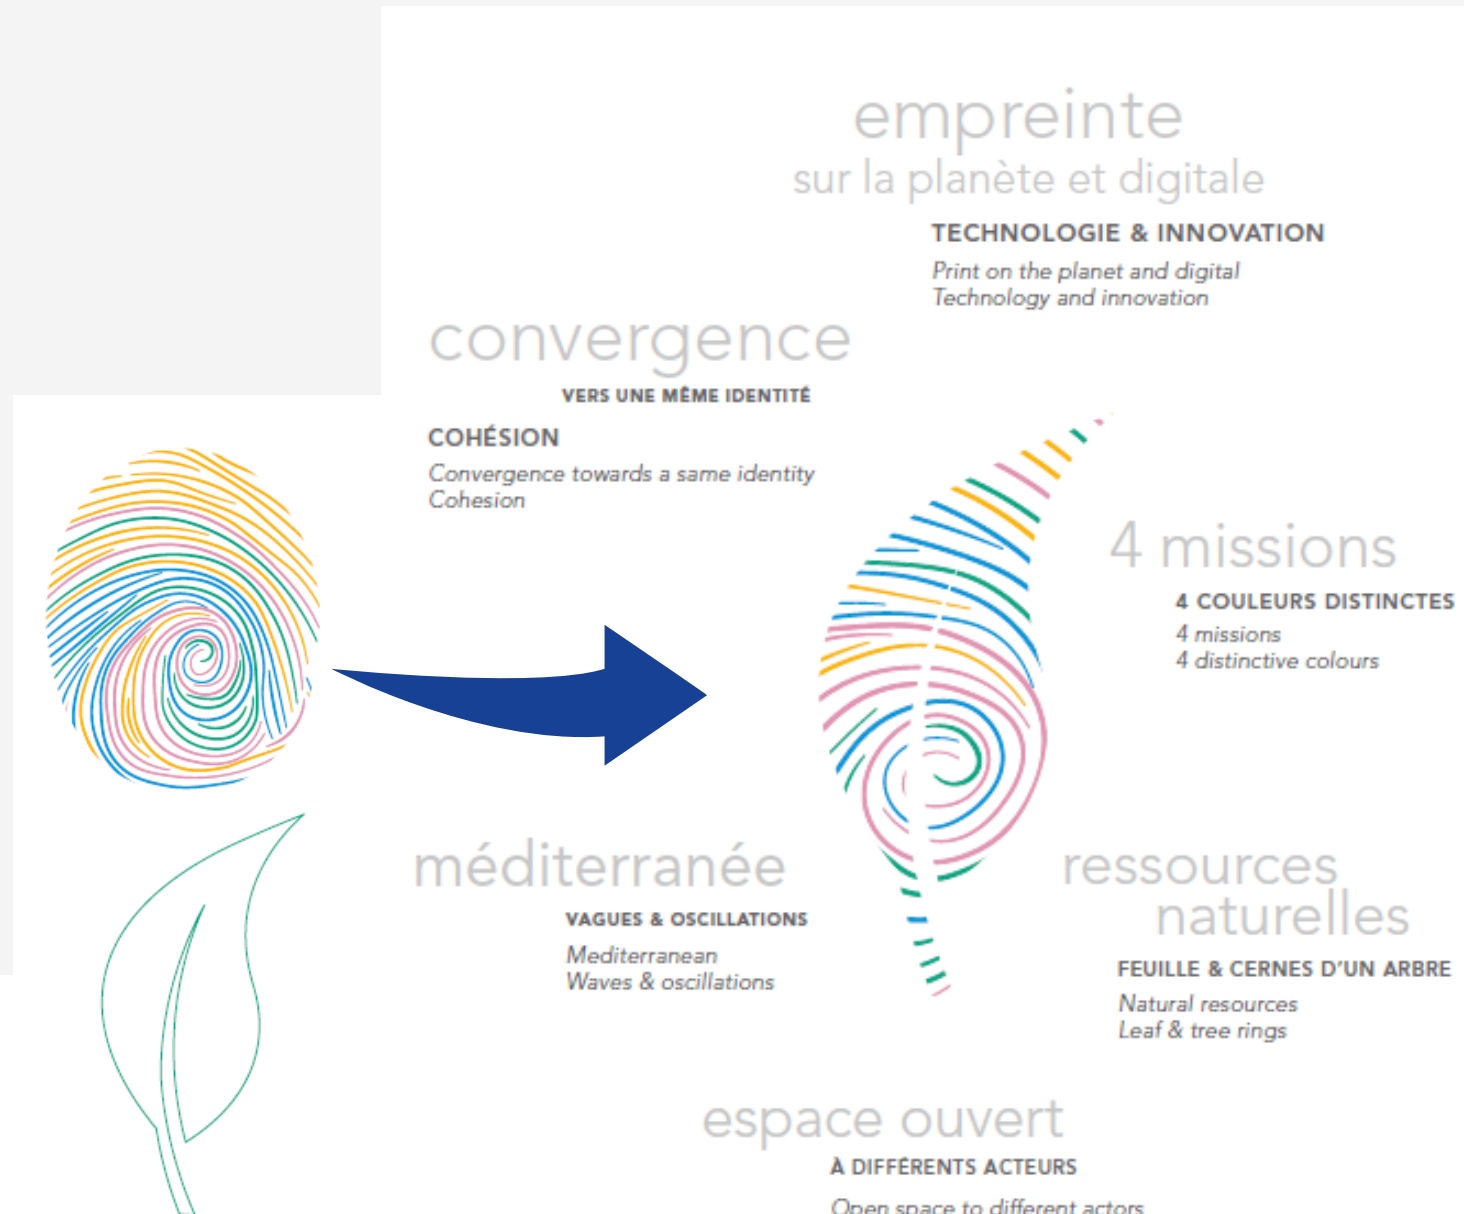 empreinte
sur la planète et digitale
TECHNOLOGIE & INNOVATION
Print on the planet and digital
Technology and innovation
convergence
VERS UNE MÊME IDENTITÉ
COHÉSION
Convergence towards a same identity
Cohesion
4 missions
4 COULEURS DISTINCTES
4 missions
4 distinctive colours
méditerranée
VAGUES & OSCILLATIONS
Mediterranean
Waves & oscillations
ressources
naturelles
FEUILLE & CERNES D'UN ARBRE
Natural resources
Leaf & tree rings
espace ouvert
À DIFFÉRENTS ACTEURS
Open space to different actors